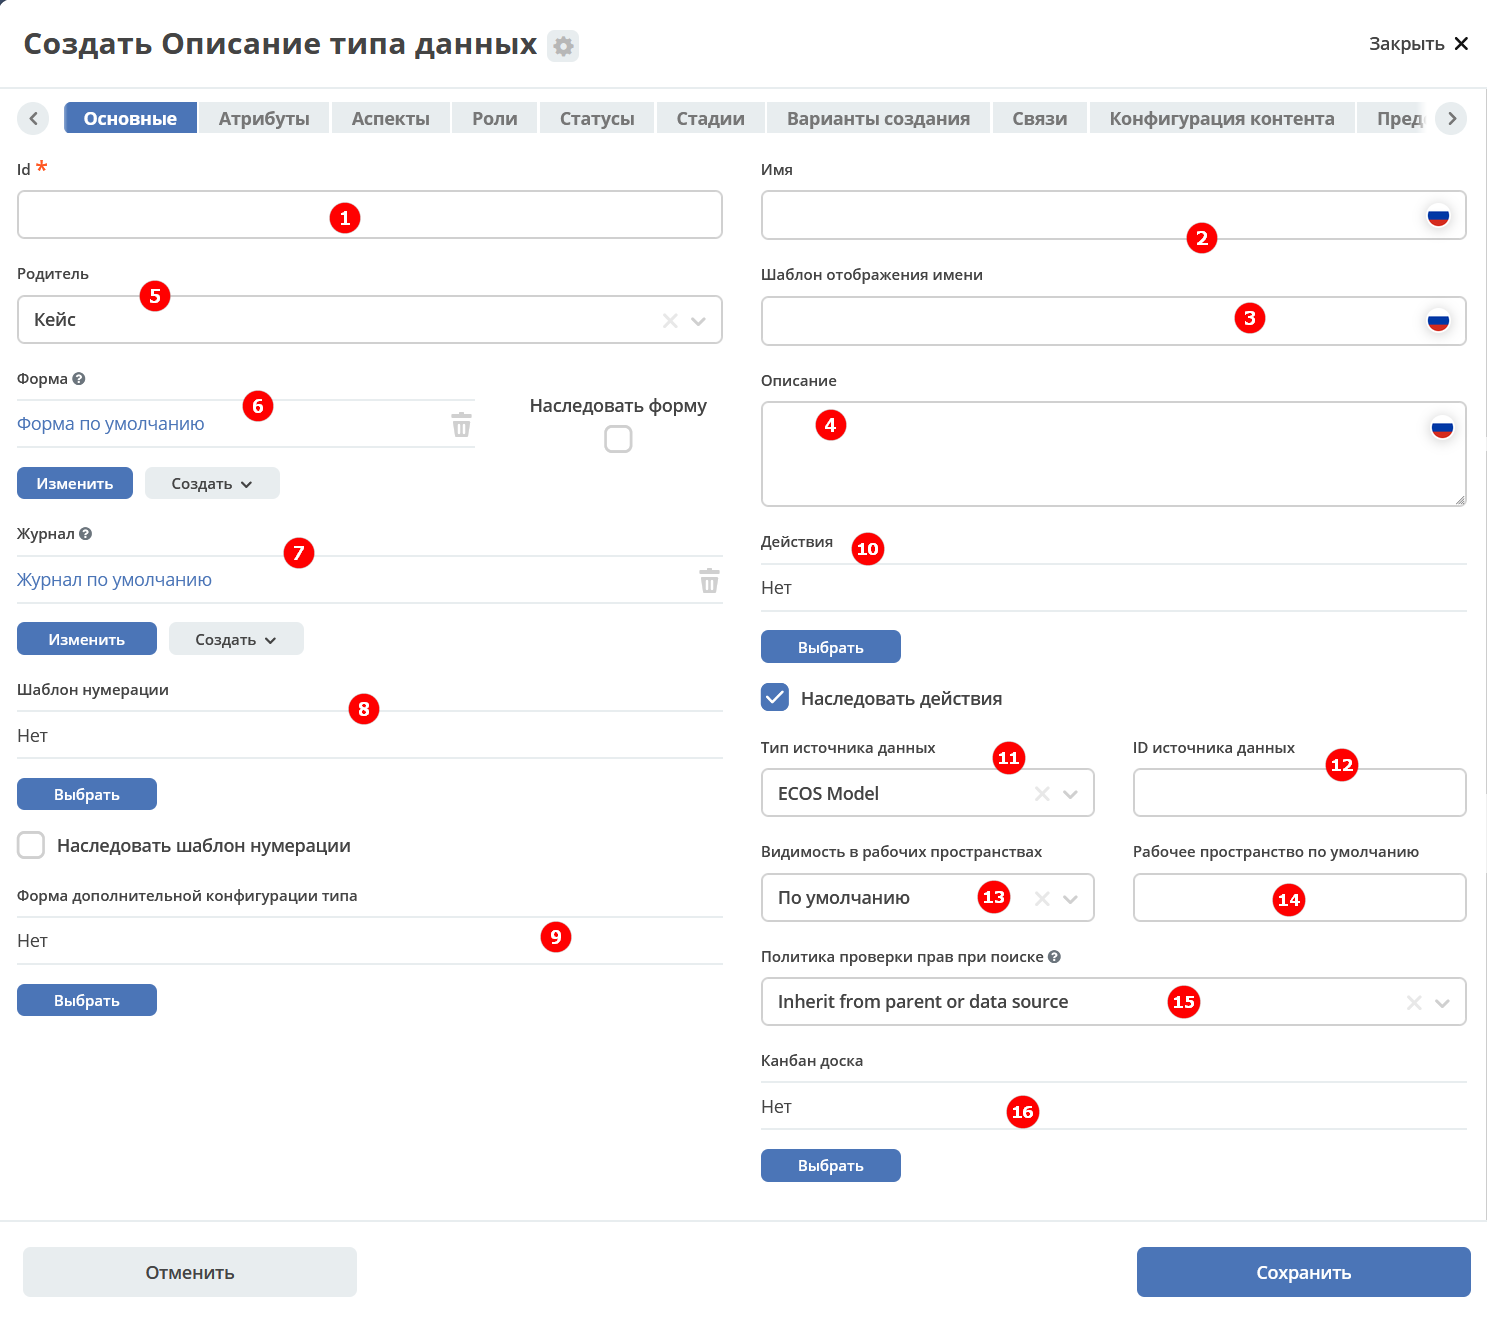 Создать Описание типа данных
Закрыть
Основные
Атрибуты
Аспекты
Роли
Статусы
Стадии
Варианты создания
Связи
Конфигурация контента
Пред
Id *
1
Имя
2
Родитель
5
Кейс
Шаблон отображения имени
3
Форма
6
Форма по умолчанию
Наследовать форму
Изменить
Создать
Описание
4
Журнал
7
Журнал по умолчанию
Изменить
Создать
Действия
10
Нет
Выбрать
Наследовать действия
Шаблон нумерации
8
Нет
Выбрать
Наследовать шаблон нумерации
Тип источника данных
11
ECOS Model
ID источника данных
12
Форма дополнительной конфигурации типа
Нет
9
Выбрать
Видимость в рабочих пространствах
По умолчанию
13
Рабочее пространство по умолчанию
14
Политика проверки прав при поиске
Inherit from parent or data source
15
Канбан доска
Нет
16
Выбрать
Отменить
Сохранить